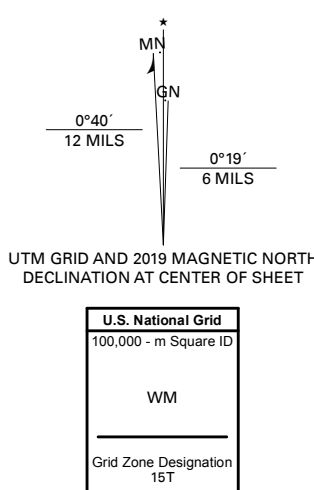 ★
MN
GN
0°40´
12 MILS
0°19´
6 MILS
UTM GRID AND 2019 MAGNETIC NORTH
DECLINATION AT CENTER OF SHEET
U.S. National Grid
100,000 - m Square ID
WM
Grid Zone Designation
15T